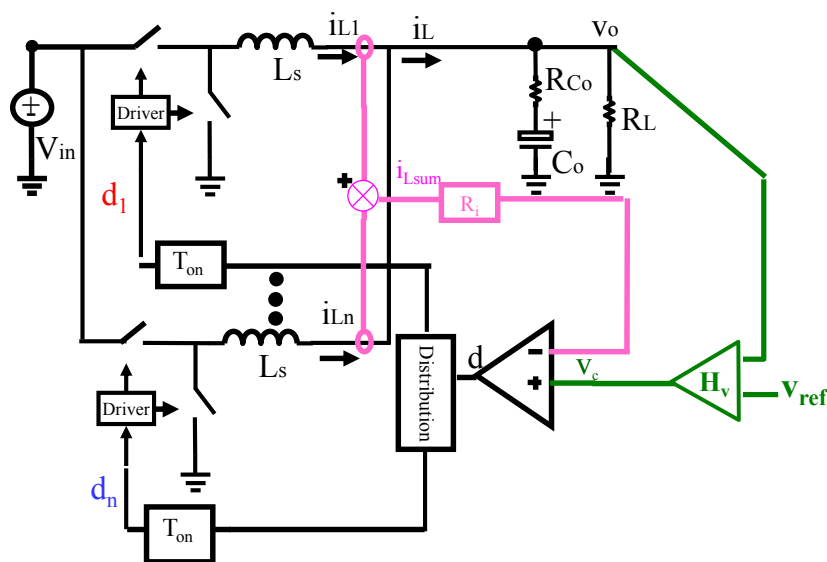 iL1
iL
vo
Ls
RCo
Driver
+
RL
Vin
Co
iLsum
+
Ri
d1
Ton
iLn
Ls
Distribution
d
-
+
vc
Hv
vref
Driver
dn
Ton